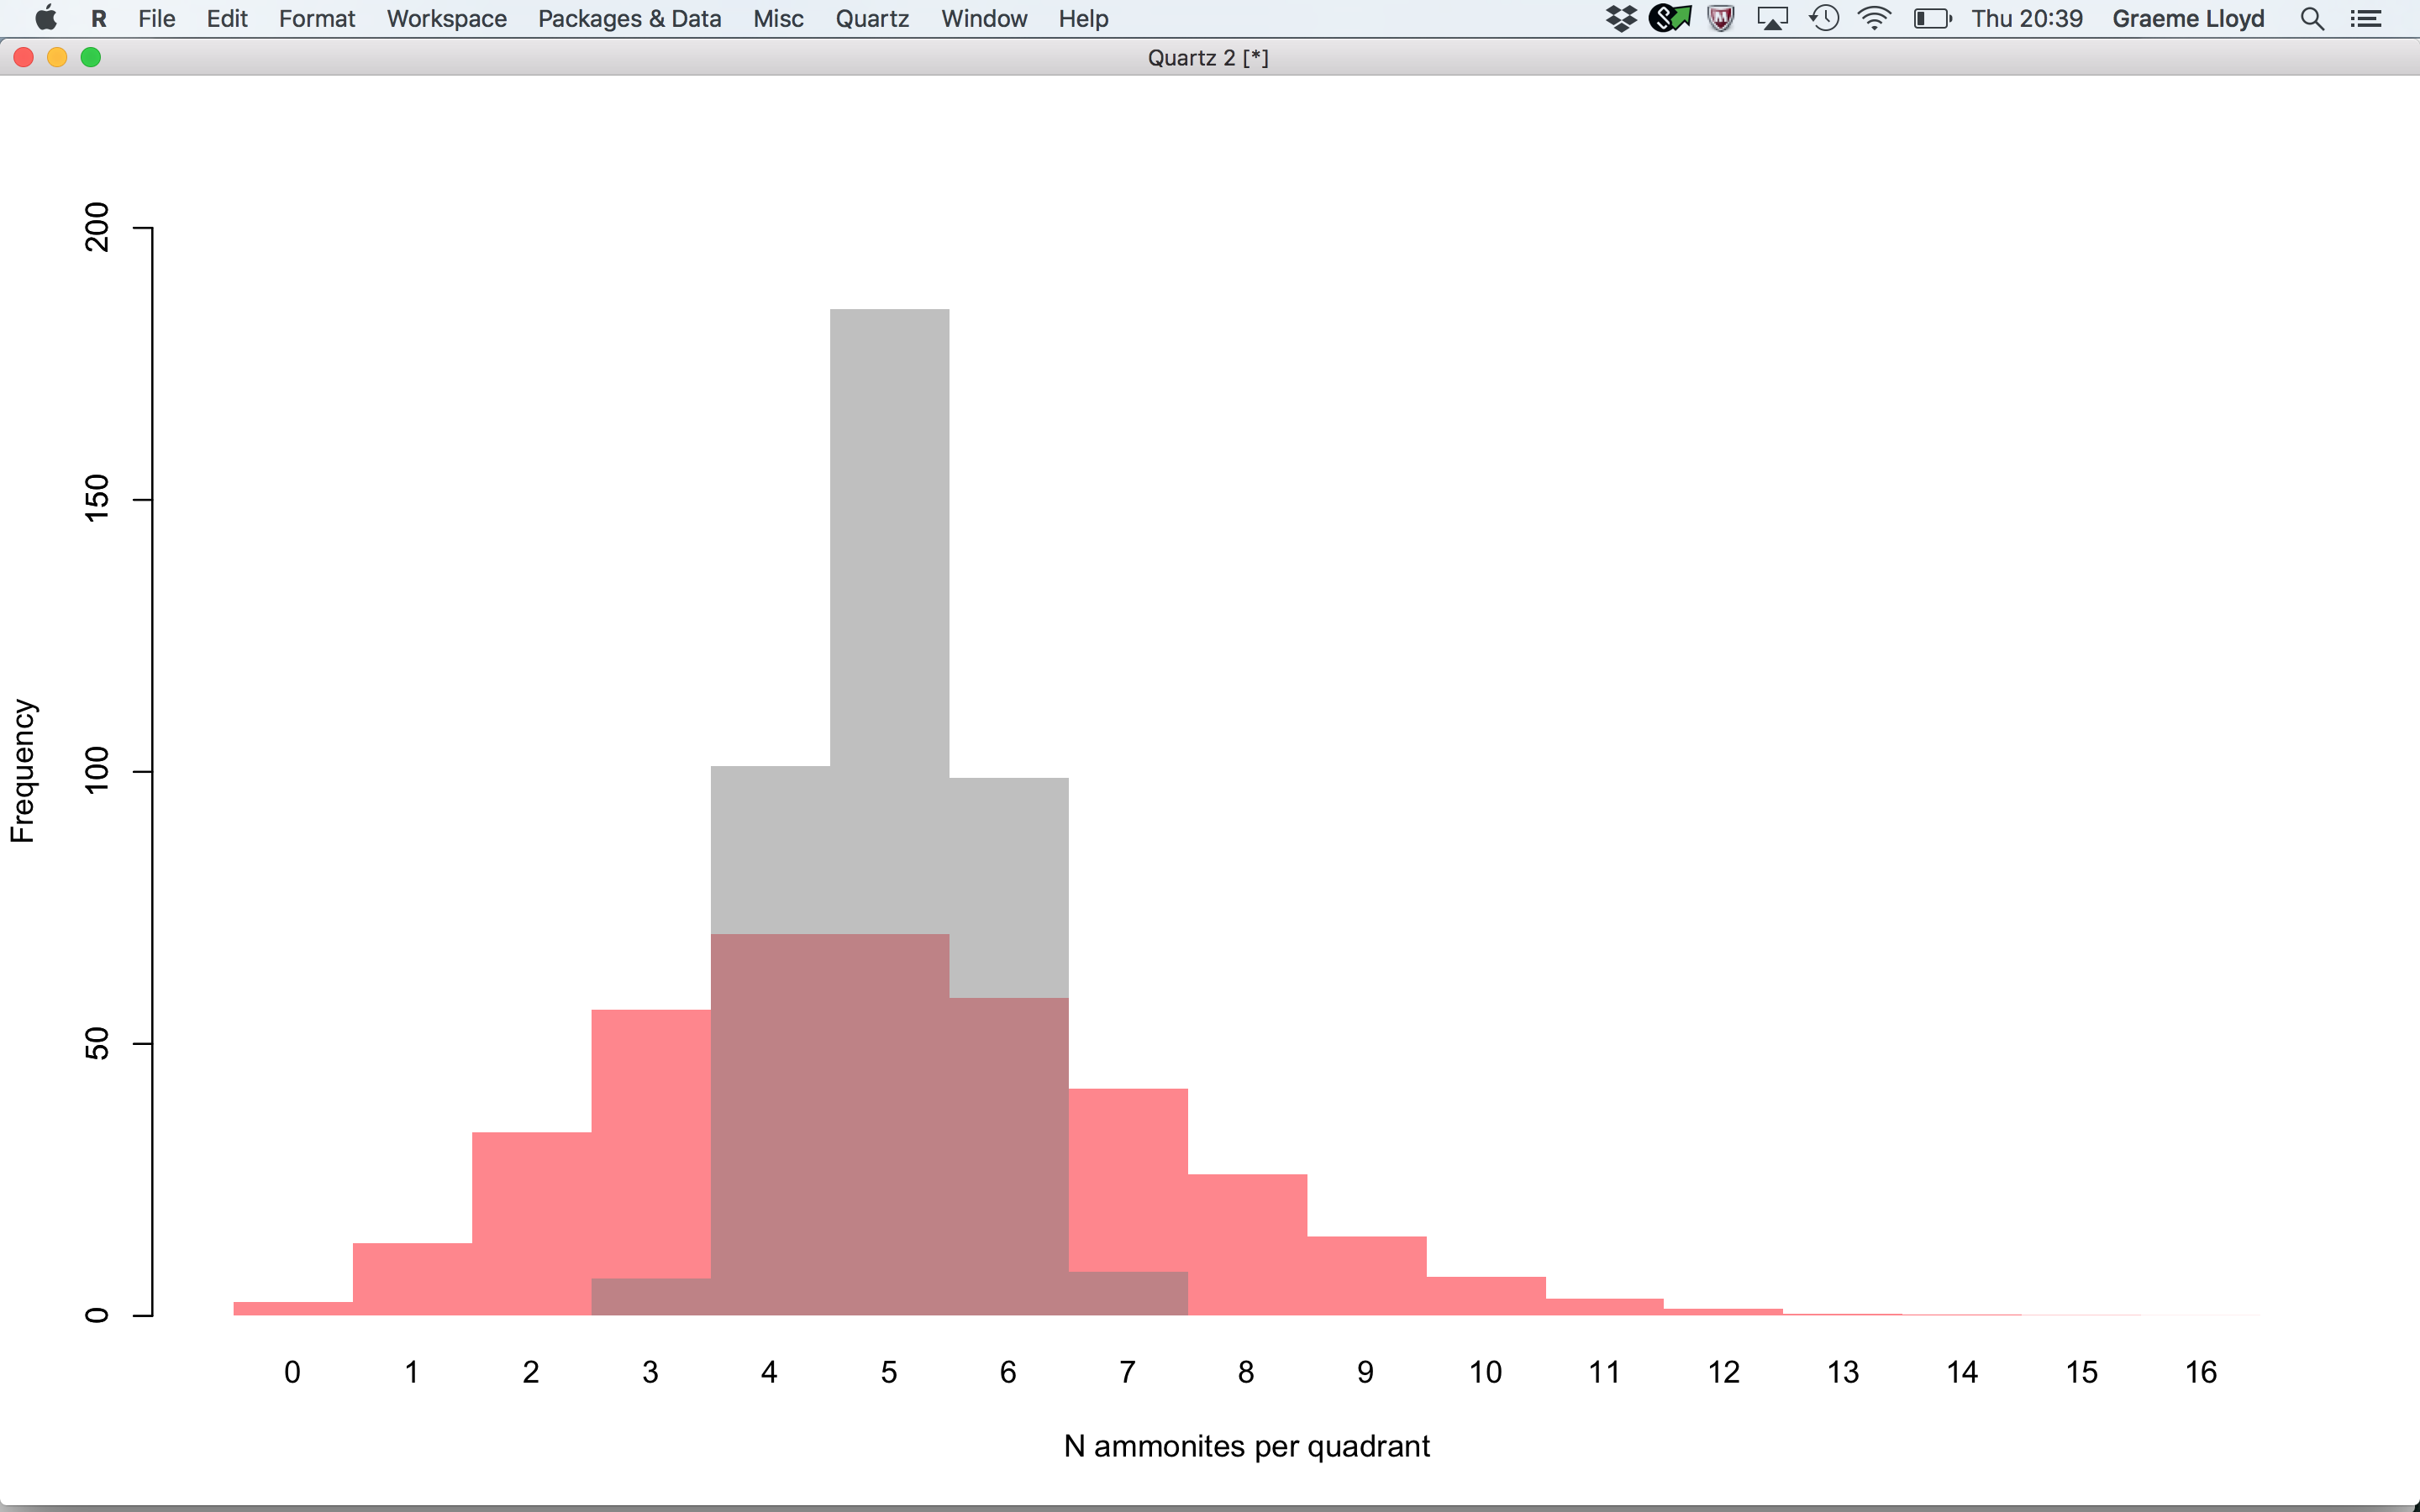 R File Edit Format Workspace Packages & Data Misc Quartz Window Help Thu 20:39 Graeme Lloyd
Quartz 2 [*]
200
150
100
50
0
Frequency
0 1 2 3 4 5 6 7 8 9 10 11 12 13 14 15 16
N ammonites per quadrant